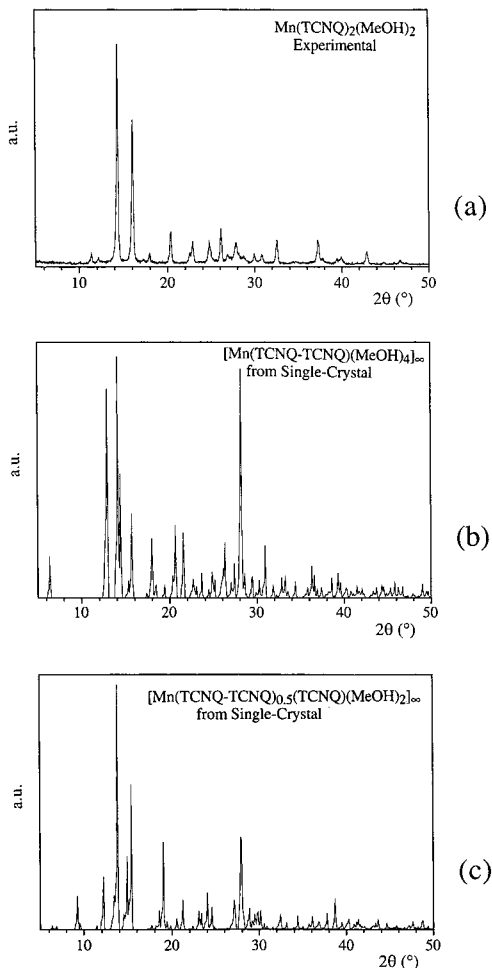 Mn(TCNQ)2(MeOH)2
Experimental
a.u.
(a)
10 20 30 40 50
2θ (°)
[Mn(TCNQ-TCNQ)(MeOH)4]∞
from Single-Crystal
a.u.
(b)
10 20 30 40 50
2θ (°)
[Mn(TCNQ-TCNQ)0.5(TCNQ)(MeOH)2]∞
from Single-Crystal
a.u.
(c)
10 20 30 40 50
2θ (°)